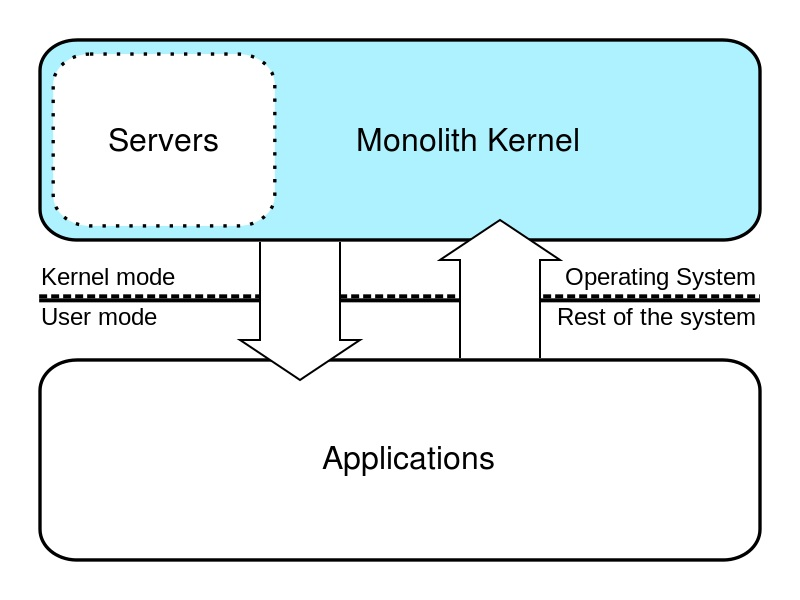 Servers
Monolith Kernel
Kernel mode
Operating System
User mode
Rest of the system
Applications